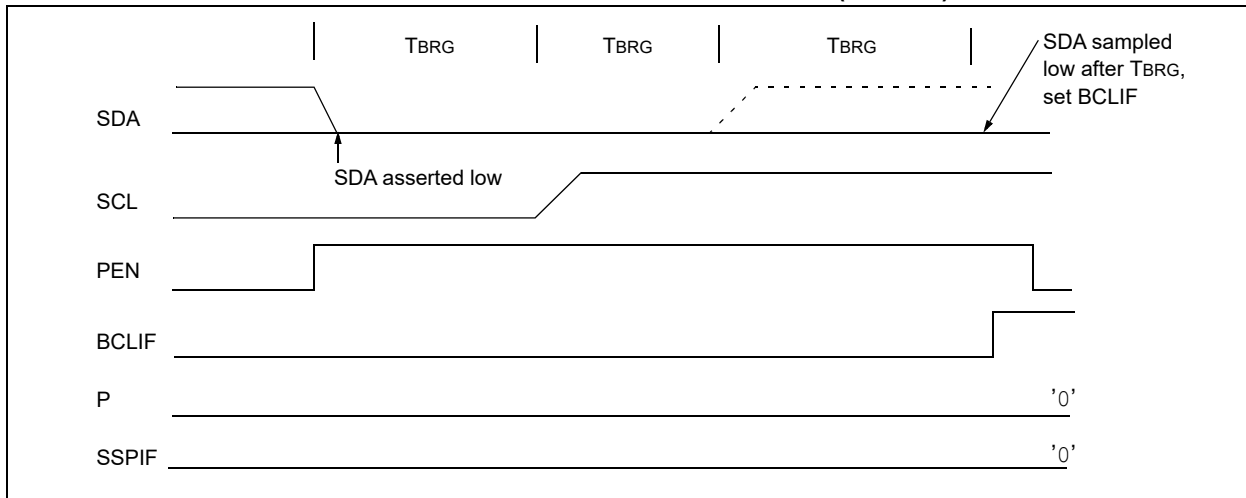 TBRG TBRG TBRG
SDA sampled
low after TBRG,
set BCLIF
SDA
SDA asserted low
SCL
PEN
BCLIF
P '0'
SSPIF '0'